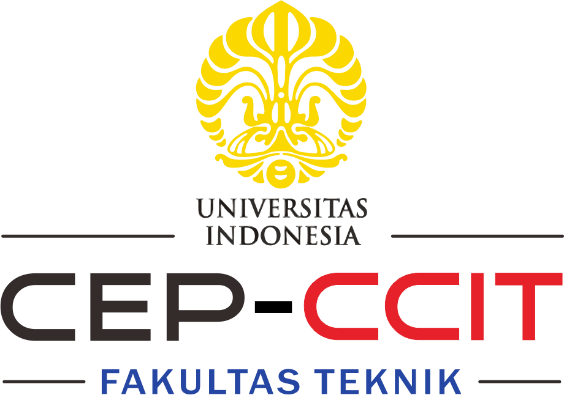 UNIVERSITAS
INDONESIA
CEP-CCIT
FAKULTAS TEKNIK